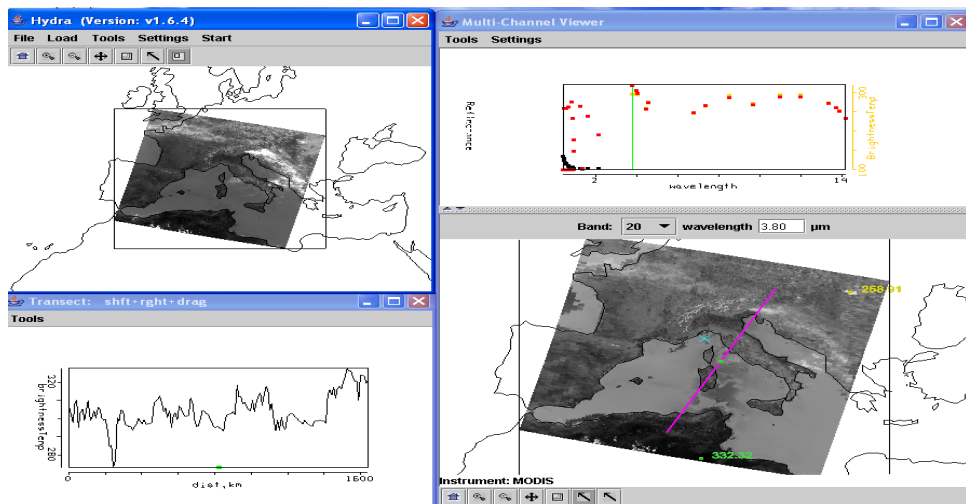 Hydra (Version: v1.6.4)
File Load Tools Settings Start
Multi-Channel Viewer
Tools Settings
Reflectance
BrightnessTemp
300
100
2
14
wavelength
Band: 20 wavelength 3.80 μm
258.91
332.32
Instrument: MODIS
Transect: shft+rght+drag
Tools
brightnessTemp
320
280
0
1600
dist,km